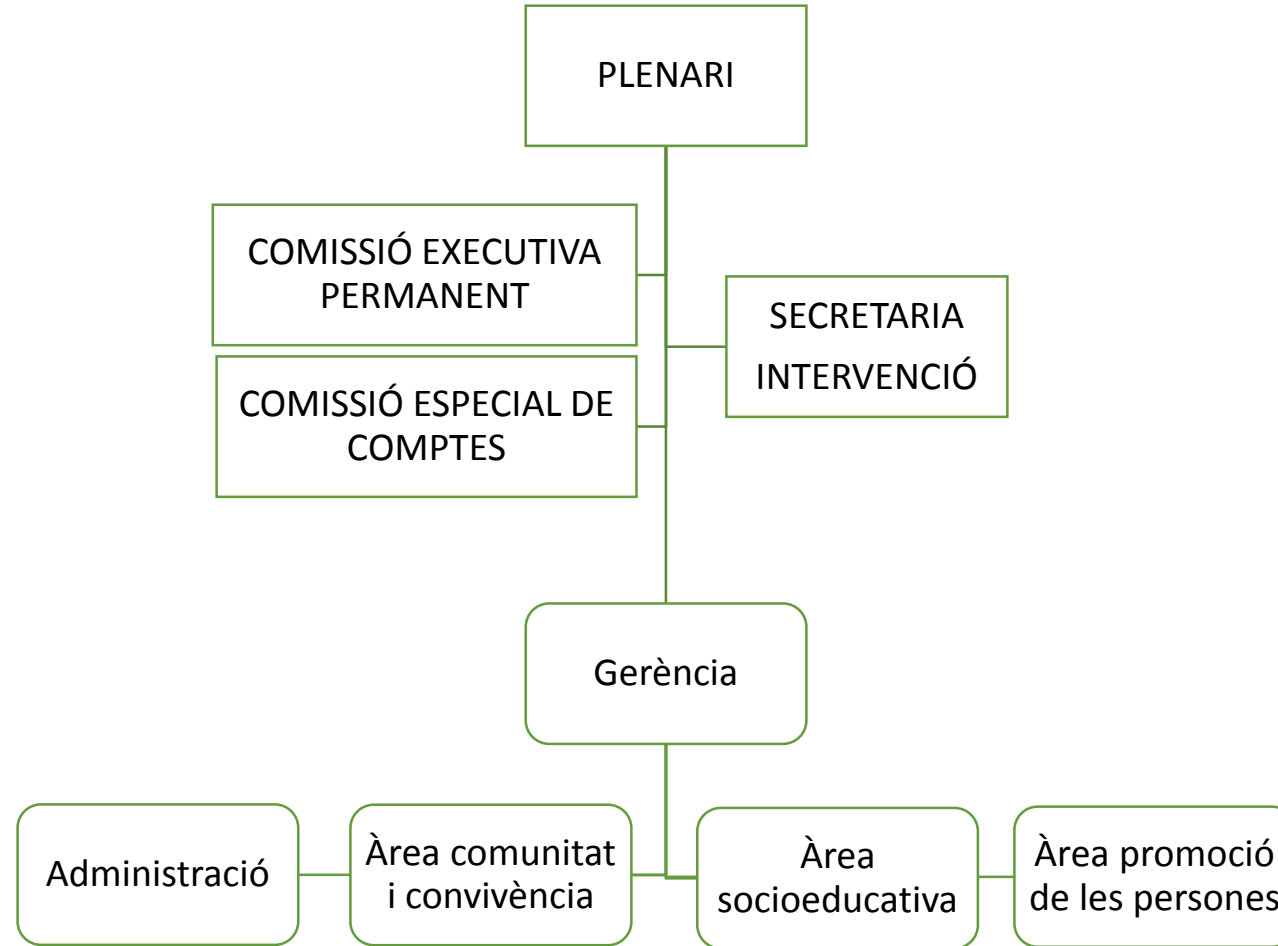 PLENARI
COMISSIÓ EXECUTIVA
PERMANENT
SECRETARIA
INTERVENCIÓ
COMISSIÓ ESPECIAL DE
COMPTES
Gerència
Administració
Àrea comunitat
i convivència
Àrea
socioeducativa
Àrea promoció
de les persones